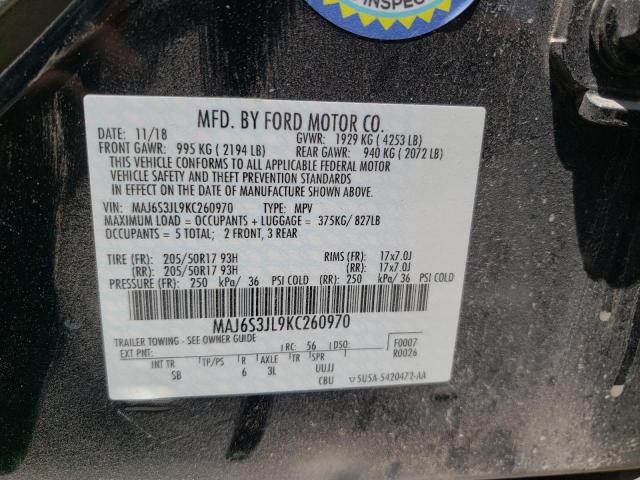 INSPEC
MFD. BY FORD MOTOR CO.
DATE: 11/18 GVWR: 1929 KG ( 4253 LB)
FRONT GAWR: 995 KG ( 2194 LB) REAR GAWR: 940 KG ( 2072 LB)
THIS VEHICLE CONFORMS TO ALL APPLICABLE FEDERAL MOTOR
VEHICLE SAFETY AND THEFT PREVENTION STANDARDS
IN EFFECT ON THE DATE OF MANUFACTURE SHOWN ABOVE.
VIN: MAJ6S3JL9KC260970 TYPE: MPV
MAXIMUM LOAD = OCCUPANTS + LUGGAGE = 375KG/ 827LB
OCCUPANTS = 5 TOTAL; 2 FRONT, 3 REAR
TIRE (FR): 205/50R17 93H RIMS (FR): 17x7.0J
(RR): 205/50R17 93H (RR): 17x7.0J
PRESSURE (FR): 250 kPa/ 36 PSI COLD (RR): 250 kPa/ 36 PSI COLD
MAJ6S3JL9KC260970
TRAILER TOWING - SEE OWNER GUIDE
EXT PNT: RC: 56 DSO: F0007
R0026
INT TR TP/PS R AXLE TR SPR
SB 6 3L UUJJ
CBU 5U5A-5420472-AA